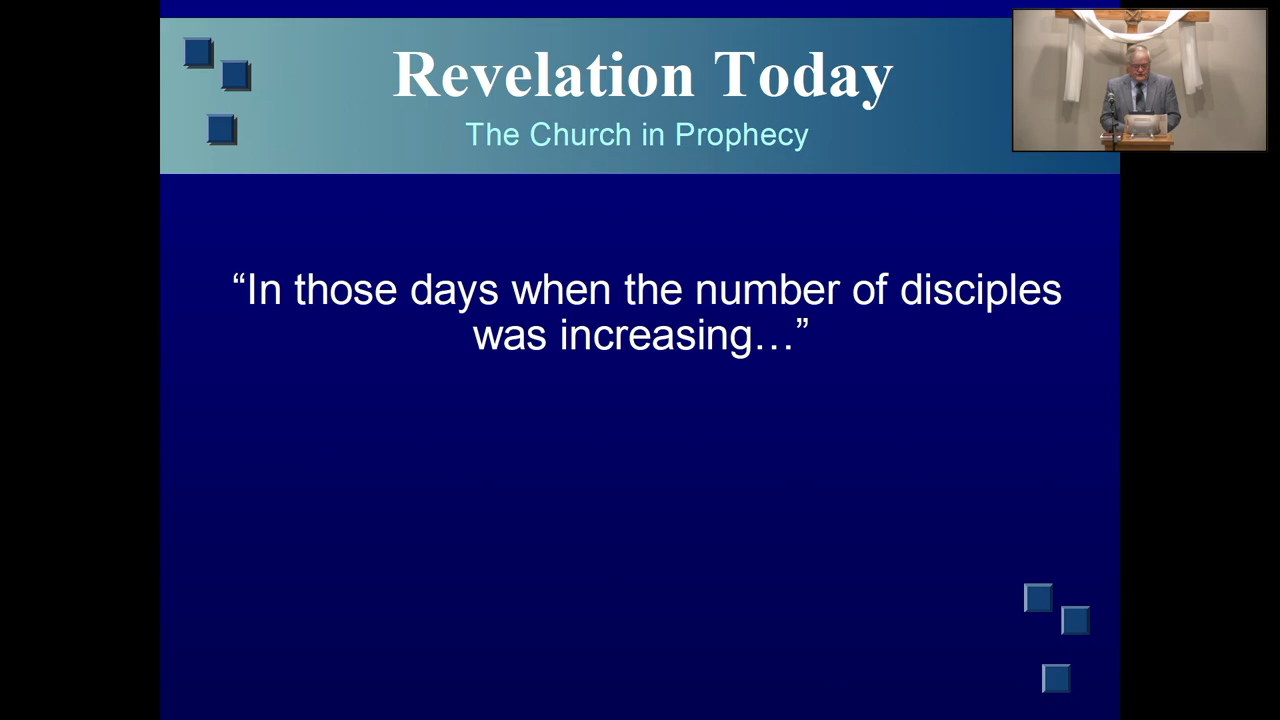 Revelation Today
The Church in Prophecy
“In those days when the number of disciples
was increasing…”